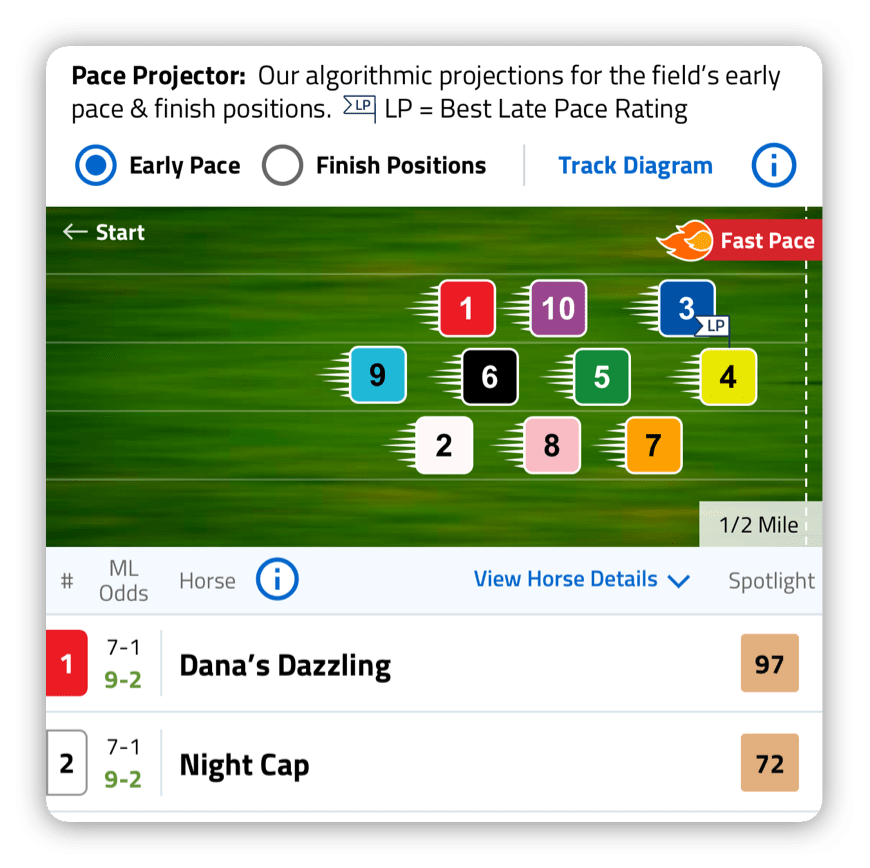 Pace Projector: Our algorithmic projections for the field's early
pace & finish positions. LP LP = Best Late Pace Rating
Early Pace Finish Positions Track Diagram i
← Start
Fast Pace
1 10 3
LP
9 6 5 4
2 8 7
1/2 Mile
# ML Odds Horse i View Horse Details Spotlight
1 7-1 Dana's Dazzling 97
9-2
2 7-1 Night Cap 72
9-2